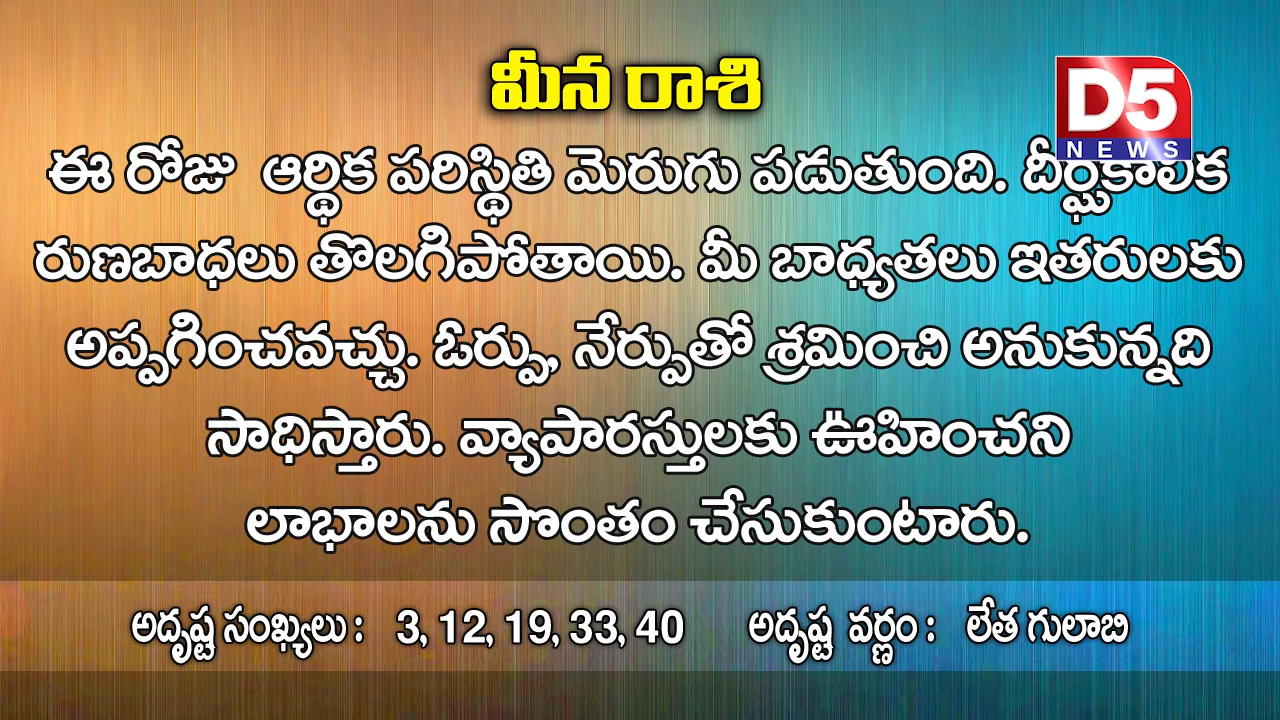 మీన రాశి
D5
NEWS
ఈ రోజు ఆర్థిక పరిస్థితి మెరుగు పడుతుంది. దీర్ఘకాలిక
రుణబాధలు తొలగిపోతాయి. మీ బాధ్యతలు ఇతరులకు
అప్పగించవచ్చు. ఓర్పు, నేర్పుతో శ్రమించి అనుకున్నది
సాధిస్తారు. వ్యాపారస్తులకు ఊహించని
లాభాలను సొంతం చేసుకుంటారు.
అదృష్ట సంఖ్యలు : 3, 12, 19, 33, 40 అదృష్ట వర్ణం : లేత గులాబి